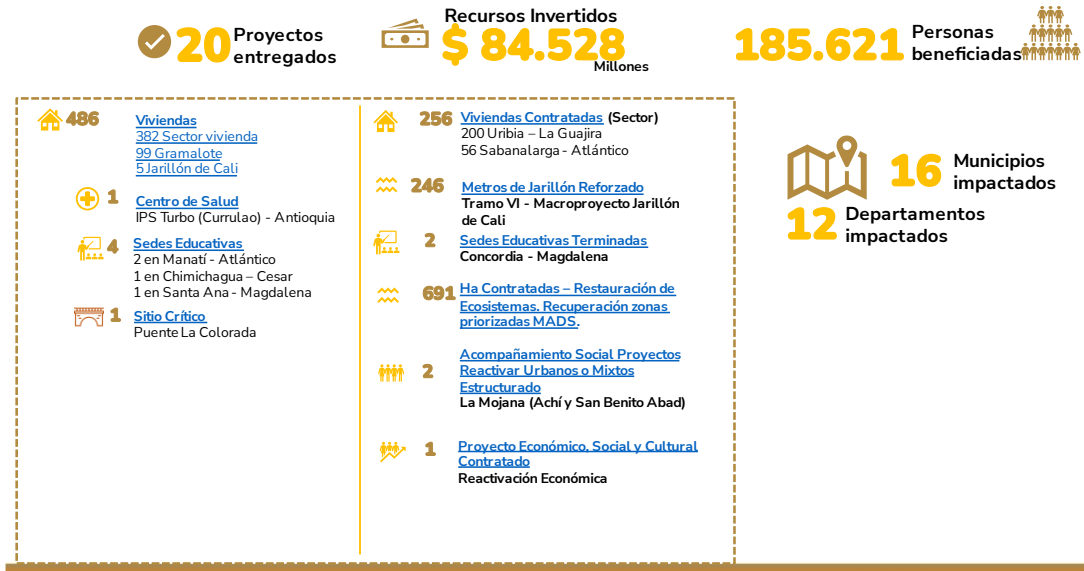 20 Proyectos
entregados
Recursos Invertidos
$ 84.528
Millones
185.621 Personas
beneficiadas
486 Viviendas
382 Sector vivienda
99 Gramalote
5 Jarillón de Cali
1 Centro de Salud
IPS Turbo (Currulao) - Antioquia
4 Sedes Educativas
2 en Manatí - Atlántico
1 en Chimichagua – Cesar
1 en Santa Ana - Magdalena
1 Sitio Crítico
Puente La Colorada
256 Viviendas Contratadas (Sector)
200 Uribia – La Guajira
56 Sabanalarga - Atlántico
246 Metros de Jarillón Reforzado
Tramo VI - Macroproyecto Jarillón
de Cali
2 Sedes Educativas Terminadas
Concordia - Magdalena
691 Ha Contratadas – Restauración de
Ecosistemas. Recuperación zonas
priorizadas MADS.
2 Acompañamiento Social Proyectos
Reactivar Urbanos o Mixtos
Estructurado
La Mojana (Achí y San Benito Abad)
1 Proyecto Económico, Social y Cultural
Contratado
Reactivación Económica
16 Municipios
impactados
12 Departamentos
impactados